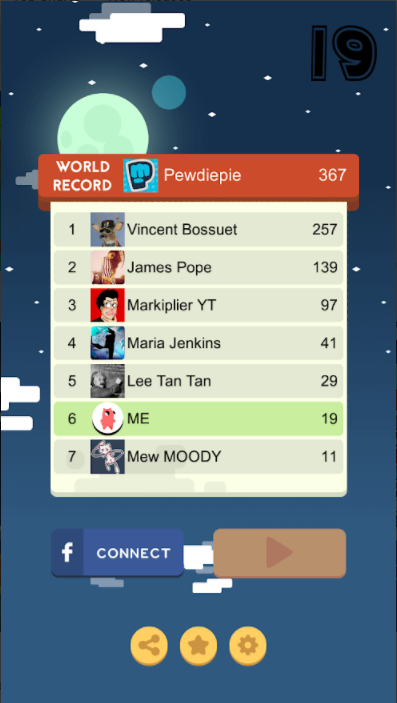 19
WORLD
RECORD
Pewdiepie 367
1 Vincent Bossuet 257
2 James Pope 139
3 Markiplier YT 97
4 Maria Jenkins 41
5 Lee Tan Tan 29
6 ME 19
7 Mew MOODY 11
f CONNECT